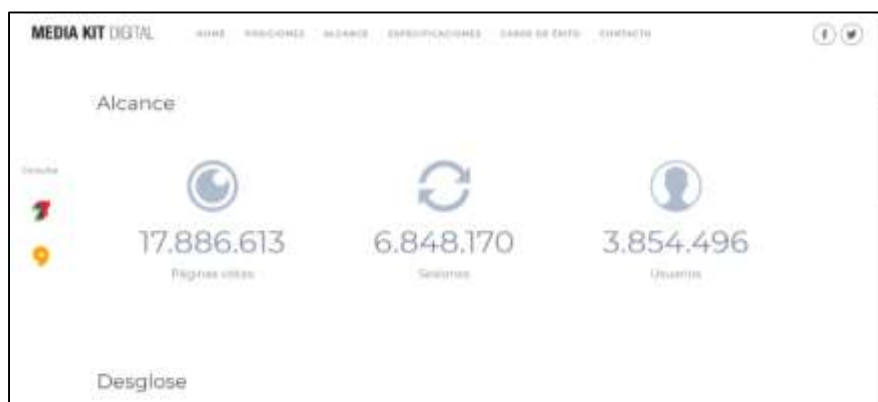 MEDIA KIT DIGITAL HOME POSICIONES ALCANCE ESPECIFICACIONES CASOS DE ÉXITO CONTACTO
Alcance
17.886.613 6.848.170 3.854.496
Páginas vistas Sesiones Usuarios
Desglose